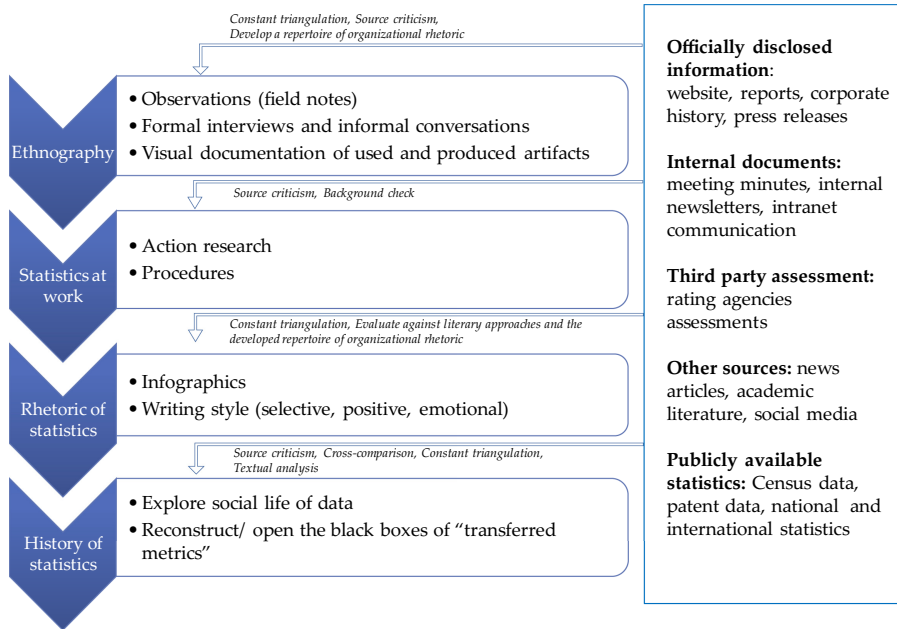 Constant triangulation, Source criticism,
Develop a repertoire of organizational rhetoric
Ethnography
• Observations (field notes)
• Formal interviews and informal conversations
• Visual documentation of used and produced artifacts
Source criticism, Background check
Statistics at
work
• Action research
• Procedures
Constant triangulation, Evaluate against literary approaches and the
developed repertoire of organizational rhetoric
Rhetoric of
statistics
• Infographics
• Writing style (selective, positive, emotional)
Source criticism, Cross-comparison, Constant triangulation,
Textual analysis
History of
statistics
• Explore social life of data
• Reconstruct/ open the black boxes of “transferred
metrics”
Officially disclosed
information:
website, reports, corporate
history, press releases
Internal documents:
meeting minutes, internal
newsletters, intranet
communication
Third party assessment:
rating agencies
assessments
Other sources: news
articles, academic
literature, social media
Publicly available
statistics: Census data,
patent data, national and
international statistics